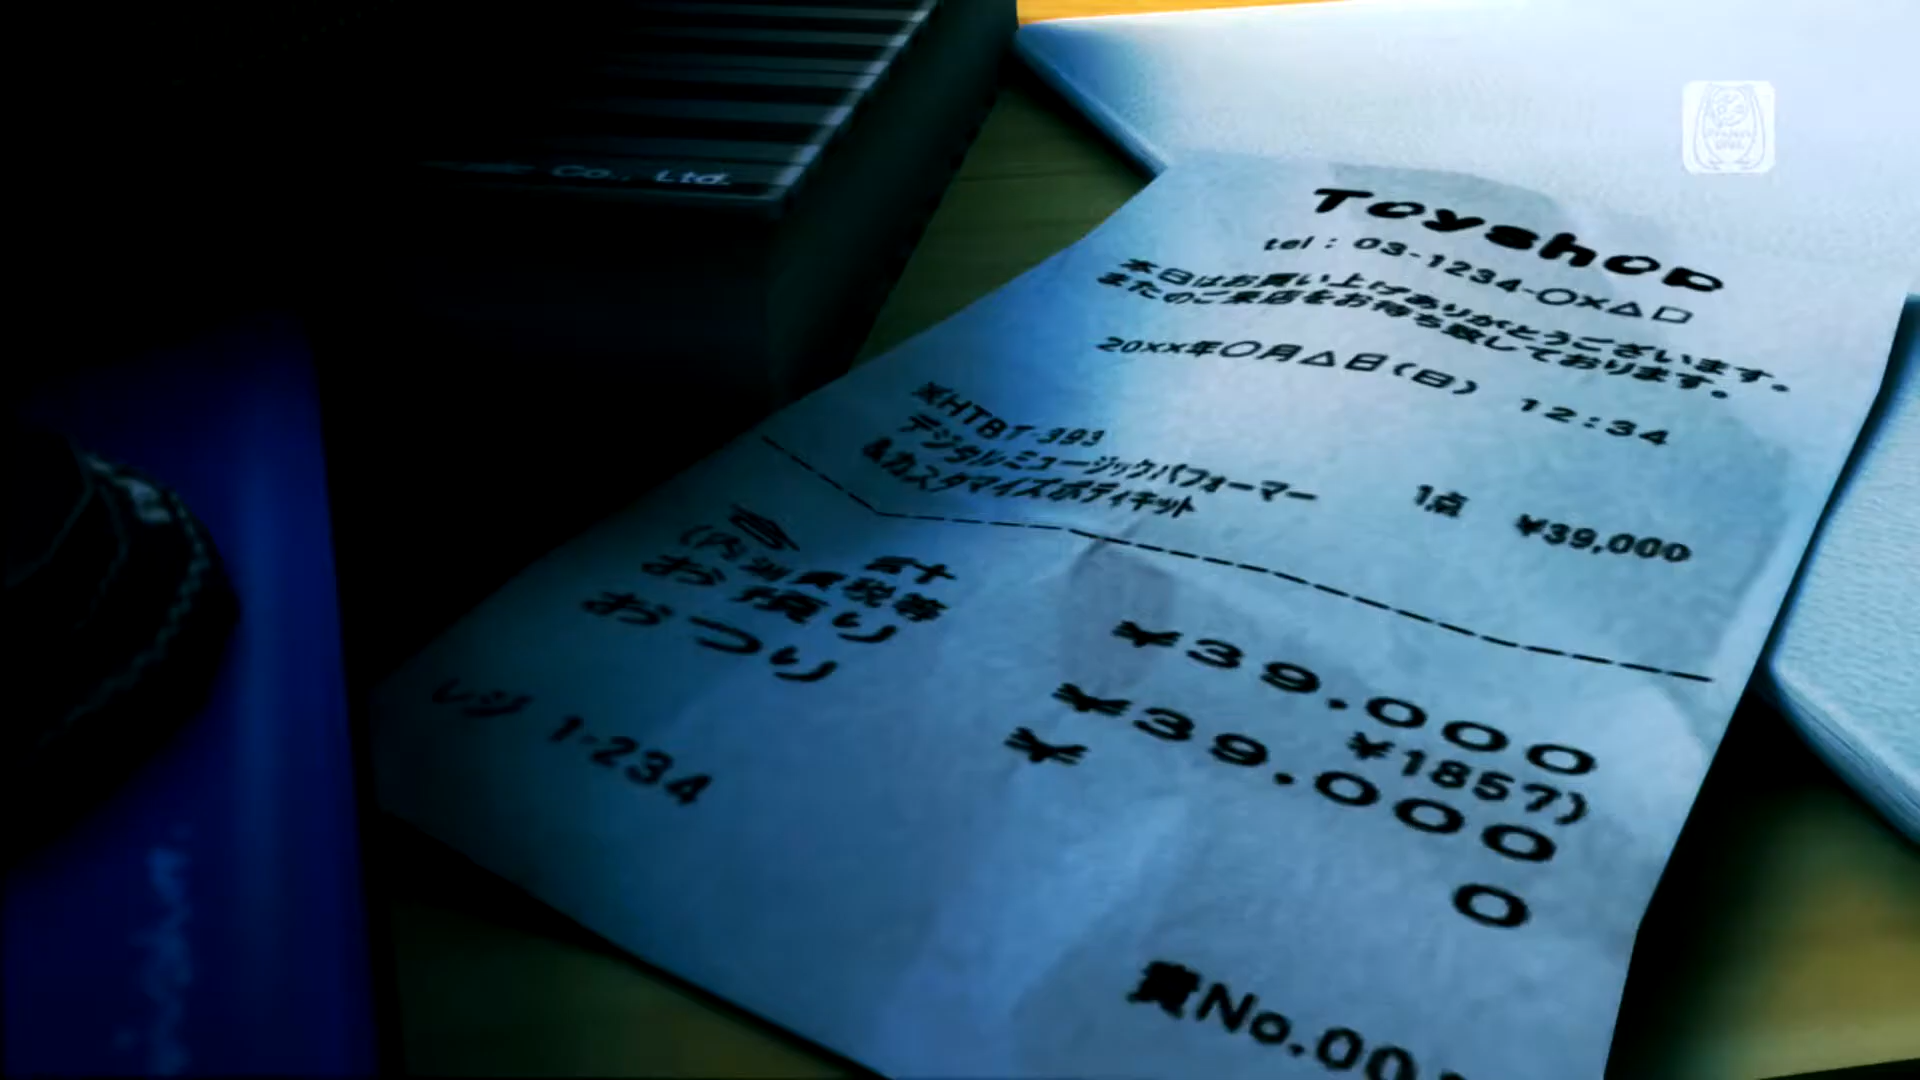 Co., Ltd.
Toyshop
tel : 03-1234-○×△□
本日はお買い上げありがとうございます。
またのご来店をお待ち致しております。
20××年○月△日(日) 12:34
※HTBT-393
デジタルミュージックパフォーマー
&カスタマイズボディキット 1点 ¥39,000
合 計 ¥39.000
(内消費税等 ¥1857)
お預り ¥39.000
おつり ¥ 0
レジ 1-234
責No.00